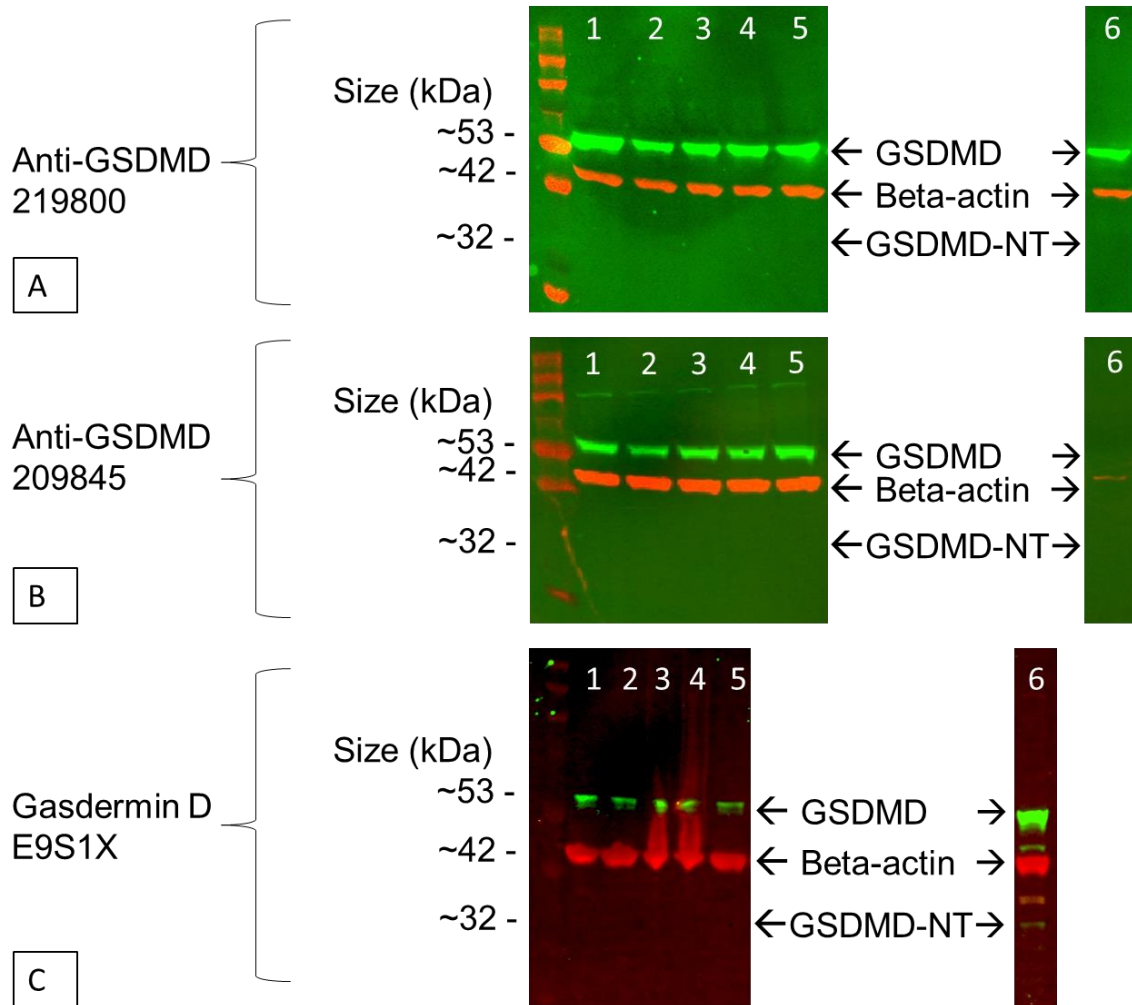 1 2 3 4 5 6
Size (kDa)
~53 -
Anti-GSDMD
219800
← GSDMD →
~42 -
← Beta-actin →
~32 -
←GSDMD-NT→
A
1 2 3 4 5 6
Size (kDa)
~53 -
Anti-GSDMD
209845
← GSDMD →
~42 -
← Beta-actin →
~32 -
←GSDMD-NT→
B
1 2 3 4 5 6
Size (kDa)
~53 -
Gasdermin D
E9S1X
← GSDMD →
~42 -
← Beta-actin →
~32 -
←GSDMD-NT→
C